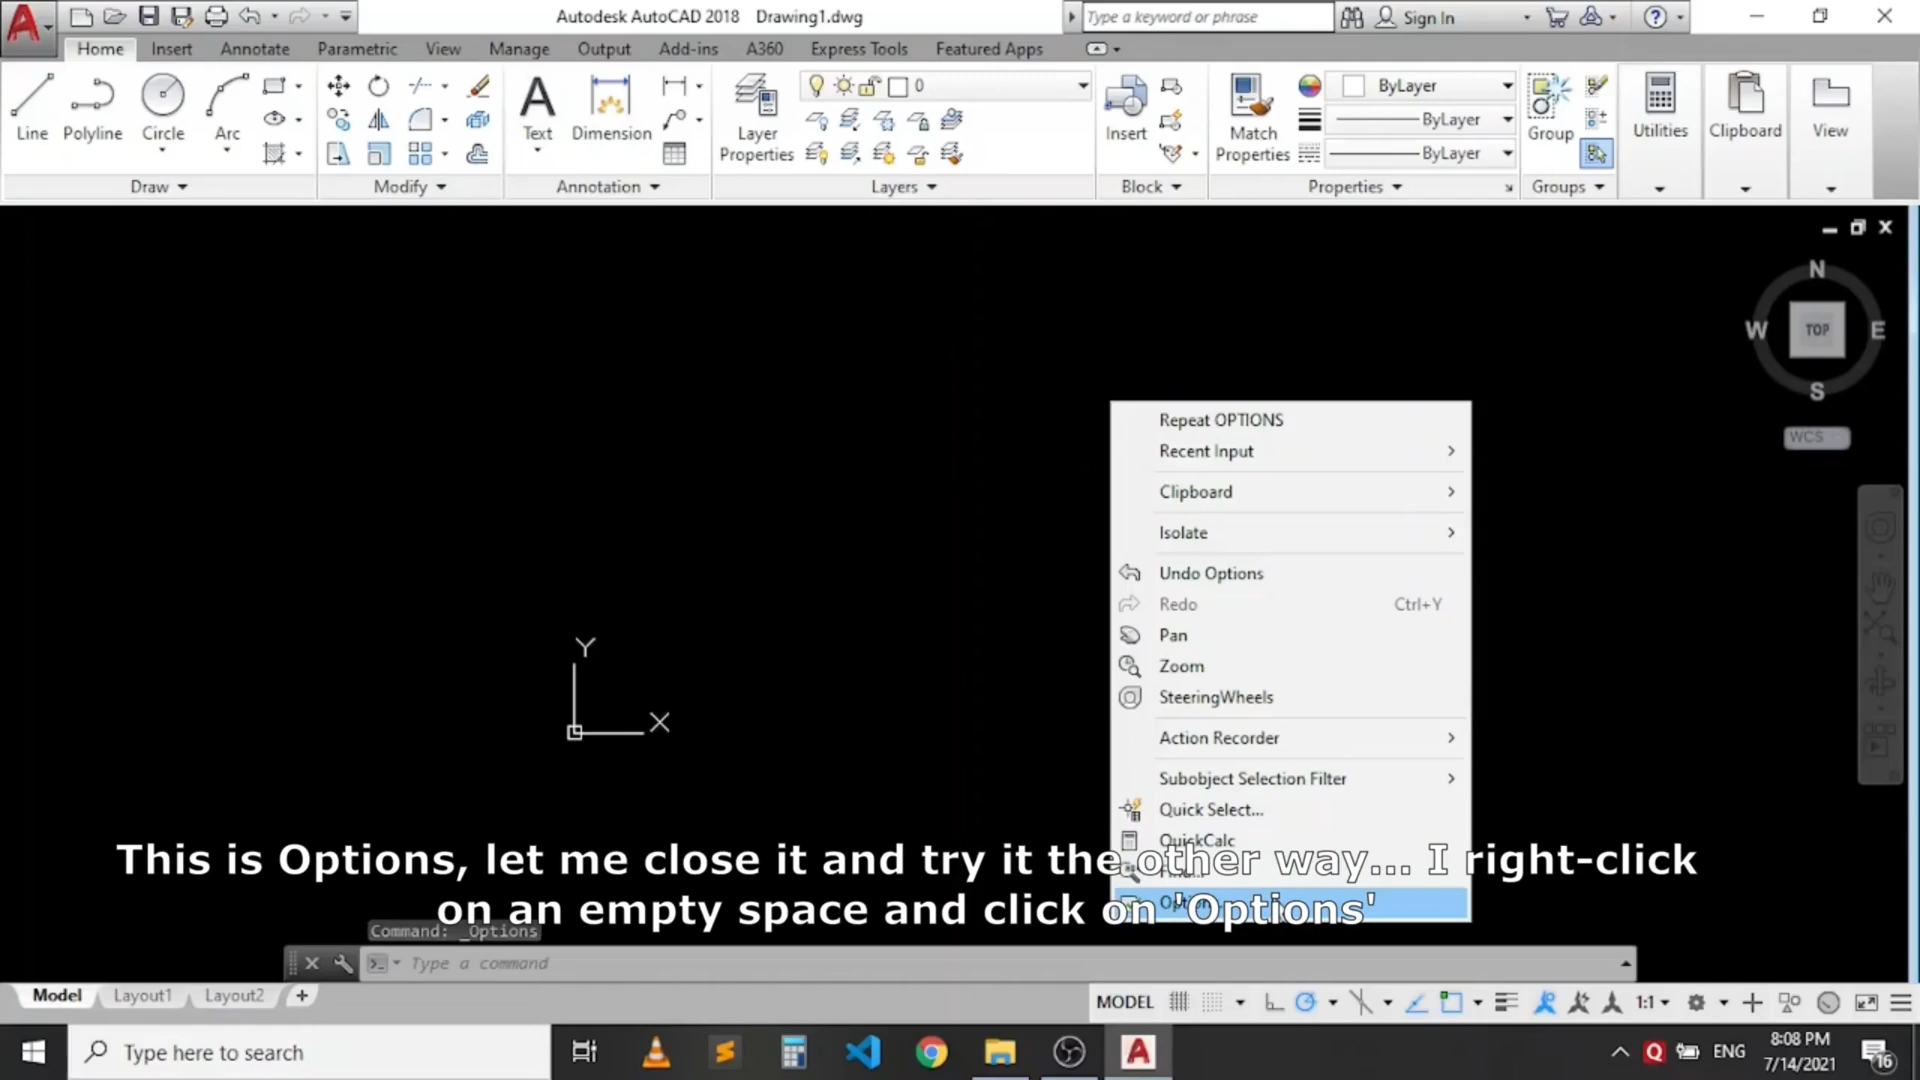 Autodesk AutoCAD 2018 Drawing1.dwg
Type a keyword or phrase
Sign In
Home Insert Annotate Parametric View Manage Output Add-ins A360 Express Tools Featured Apps
0
ByLayer
ByLayer
ByLayer
Line Polyline Circle Arc
Text Dimension
Layer Properties
Insert
Match Properties
Group
Utilities
Clipboard
View
Draw
Modify
Annotation
Layers
Block
Properties
Groups
N
W TOP E
S
WCS
Repeat OPTIONS
Recent Input
Clipboard
Isolate
Undo Options
Redo Ctrl+Y
Pan
Zoom
SteeringWheels
Action Recorder
Subobject Selection Filter
Quick Select...
QuickCalc
Y
X
This is Options, let me close it and try it the other way... I right-click
on an empty space and click on 'Options'
Command: _Options
Type a command
Model Layout1 Layout2
MODEL 1:1
Type here to search
ENG
8:08 PM
7/14/2021
16